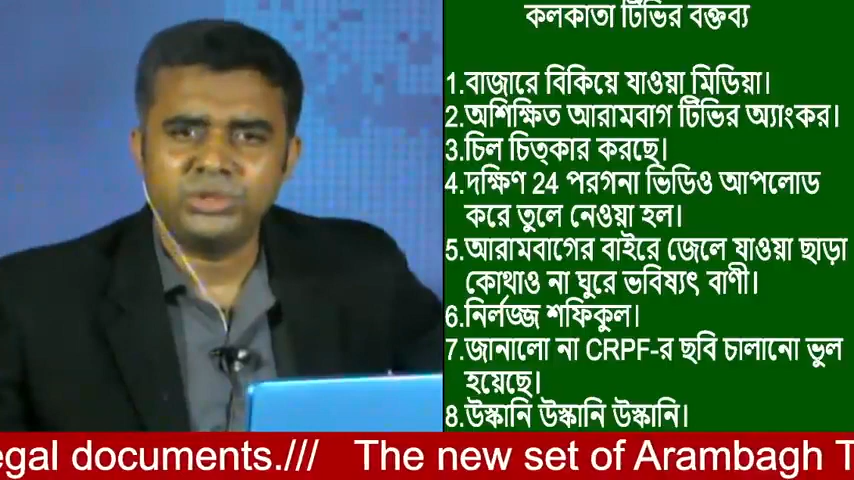 কলকাতা টিভির বক্তব্য
1.বাজারে বিকিয়ে যাওয়া মিডিয়া।
2.অশিক্ষিত আরামবাগ টিভির অ্যাংকর।
3.চিল চিত্কার করছে।
4.দক্ষিণ 24 পরগনা ভিডিও আপলোড
করে তুলে নেওয়া হল।
5.আরামবাগের বাইরে জেলে যাওয়া ছাড়া
কোথাও না ঘুরে ভবিষ্যৎ বাণী।
6.নির্লজ্জ শফিকুল।
7.জানালো না CRPF-র ছবি চালানো ভুল
হয়েছে।
8.উস্কানি উস্কানি উস্কানি।
egal documents./// The new set of Arambagh T